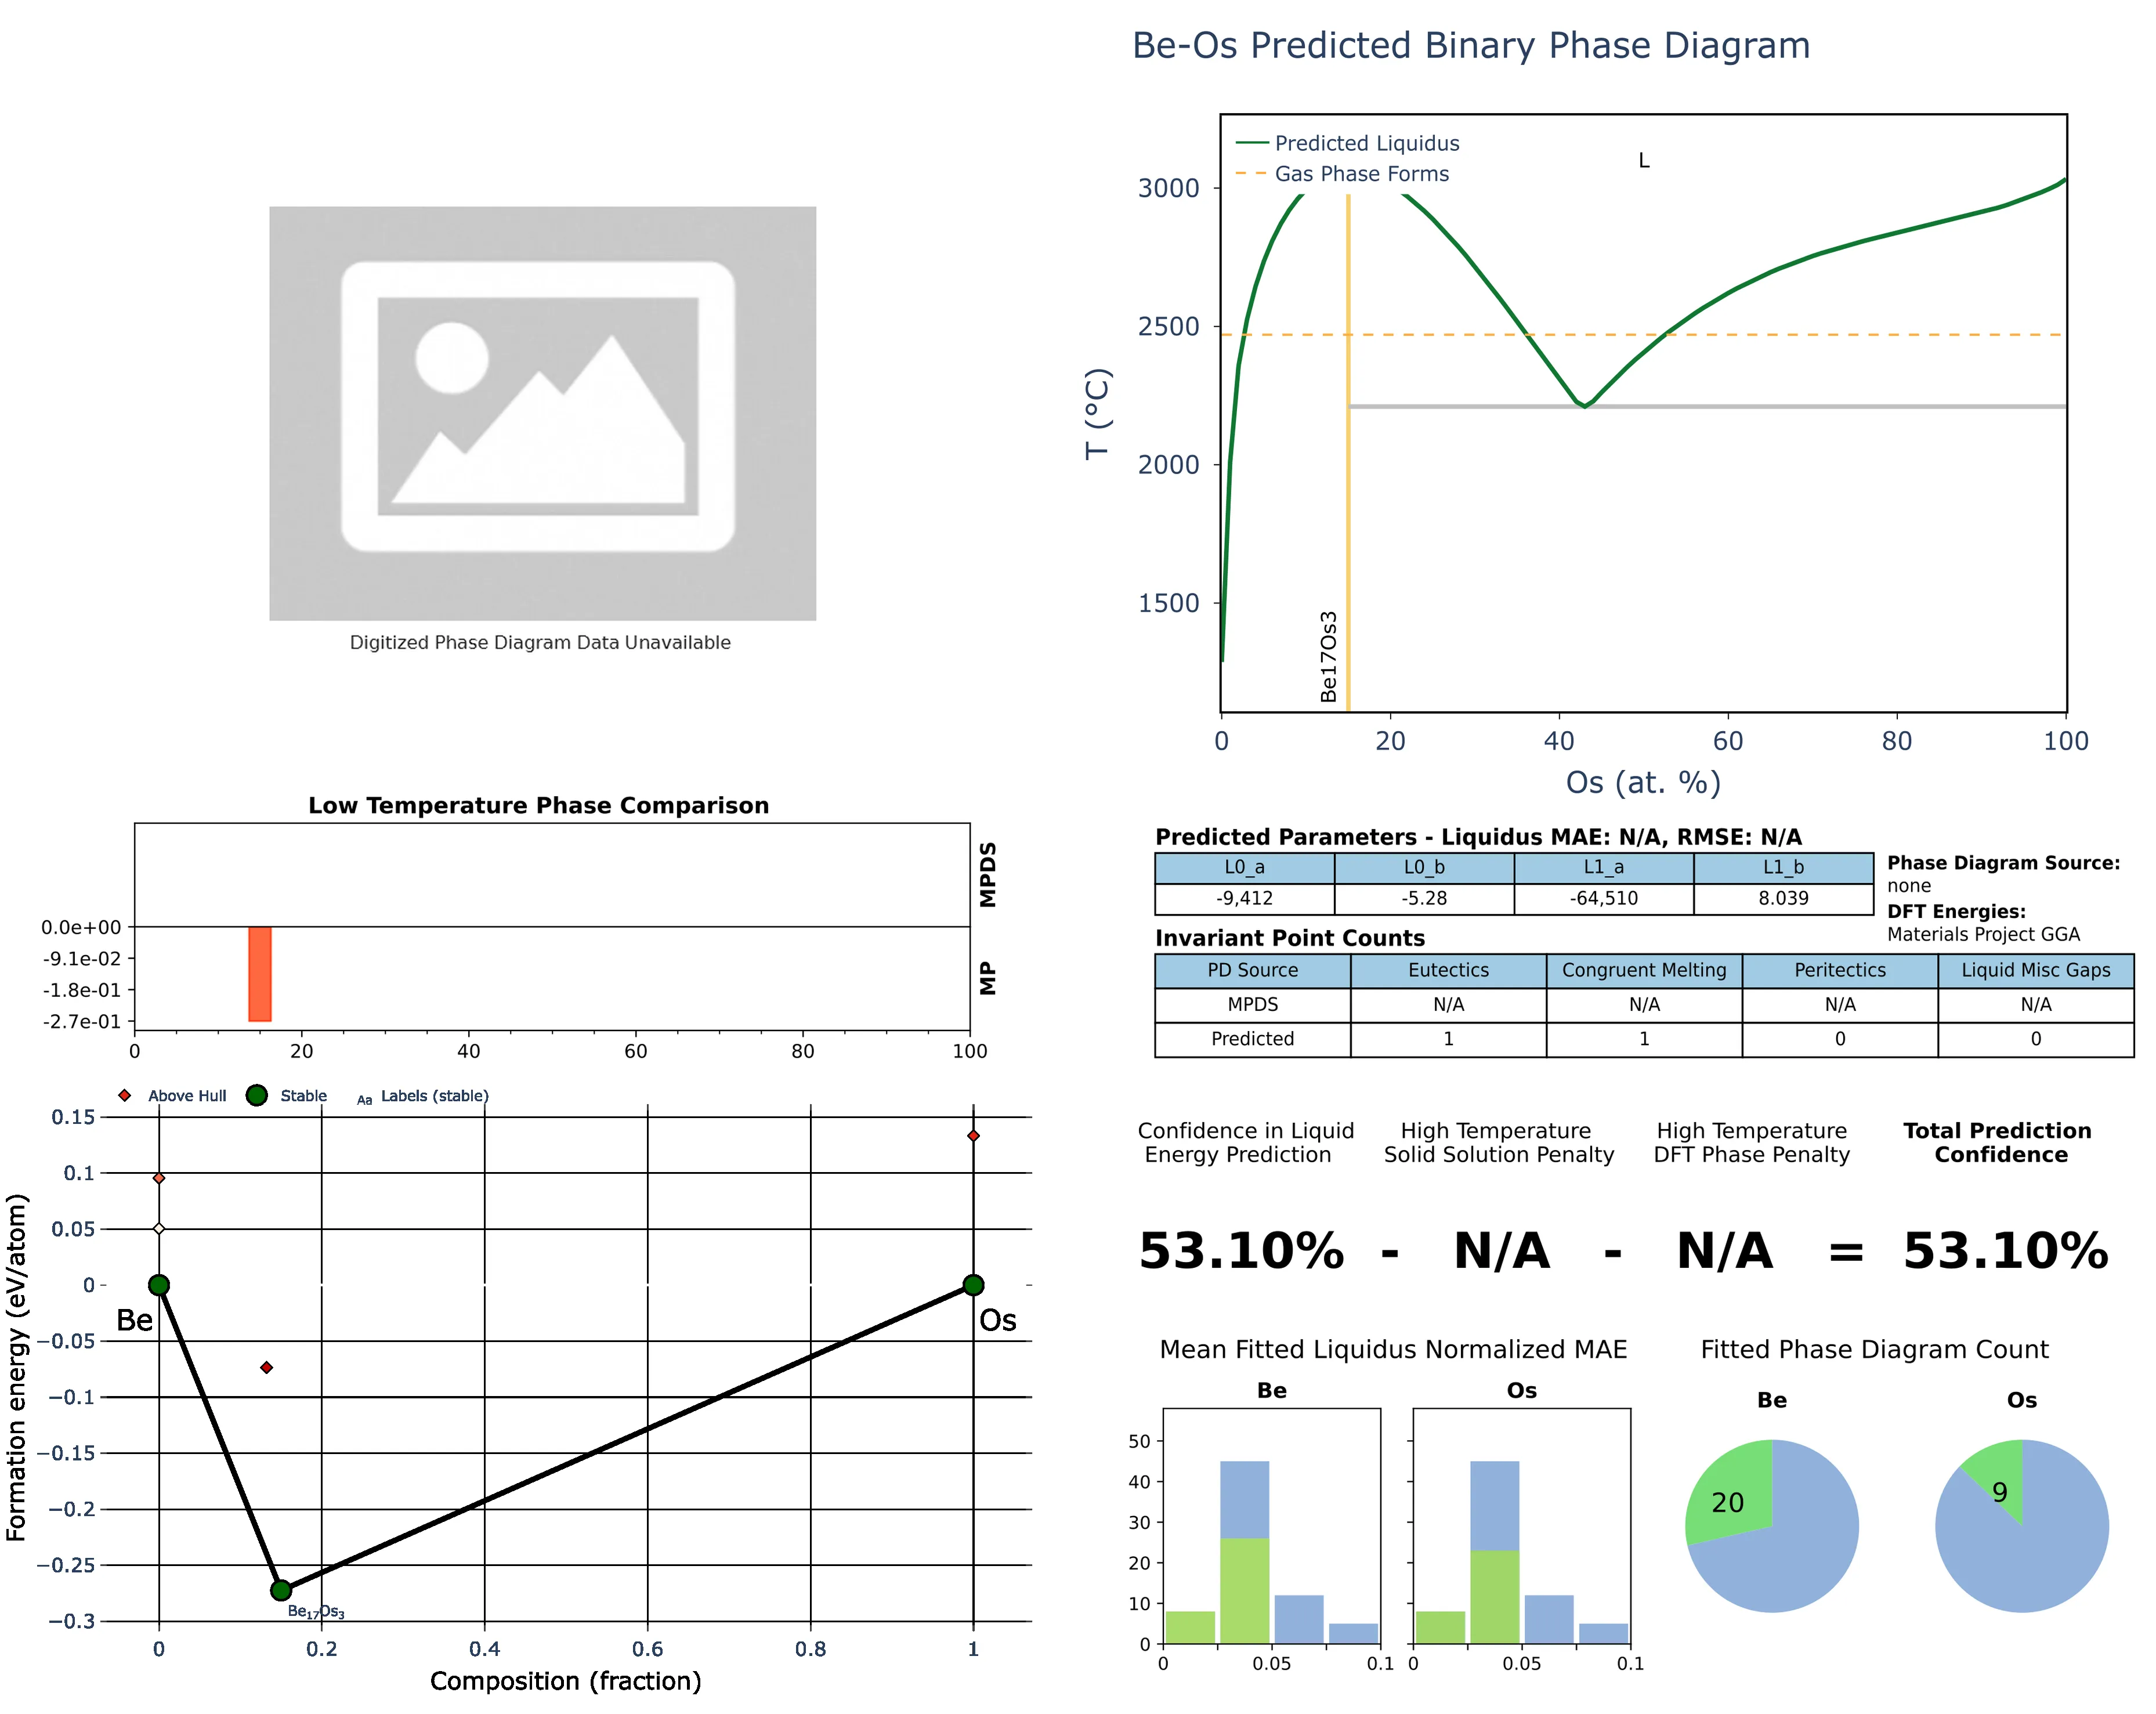 Be-Os Predicted Binary Phase Diagram
Predicted Liquidus
Gas Phase Forms
L
3000
2500
2000
1500
T (°C)
Be17Os3
0 20 40 60 80 100
Os (at. %)
Digitized Phase Diagram Data Unavailable
Low Temperature Phase Comparison
MPDS
MP
0.0e+00
-9.1e-02
-1.8e-01
-2.7e-01
0 20 40 60 80 100
Predicted Parameters - Liquidus MAE: N/A, RMSE: N/A
L0_a L0_b L1_a L1_b
-9,412 -5.28 -64,510 8.039
Phase Diagram Source:
none
DFT Energies:
Materials Project GGA
Invariant Point Counts
PD Source Eutectics Congruent Melting Peritectics Liquid Misc Gaps
MPDS N/A N/A N/A N/A
Predicted 1 1 0 0
Above Hull Stable Aa Labels (stable)
0.15
0.1
0.05
0
−0.05
−0.1
−0.15
−0.2
−0.25
−0.3
Formation energy (eV/atom)
Be
Os
Be₁₇Os₃
0 0.2 0.4 0.6 0.8 1
Composition (fraction)
Confidence in Liquid
Energy Prediction
High Temperature
Solid Solution Penalty
High Temperature
DFT Phase Penalty
Total Prediction
Confidence
53.10% - N/A - N/A = 53.10%
Mean Fitted Liquidus Normalized MAE
Be
Os
50
40
30
20
10
0
0 0.05 0.1
0 0.05 0.1
Fitted Phase Diagram Count
Be
20
Os
9